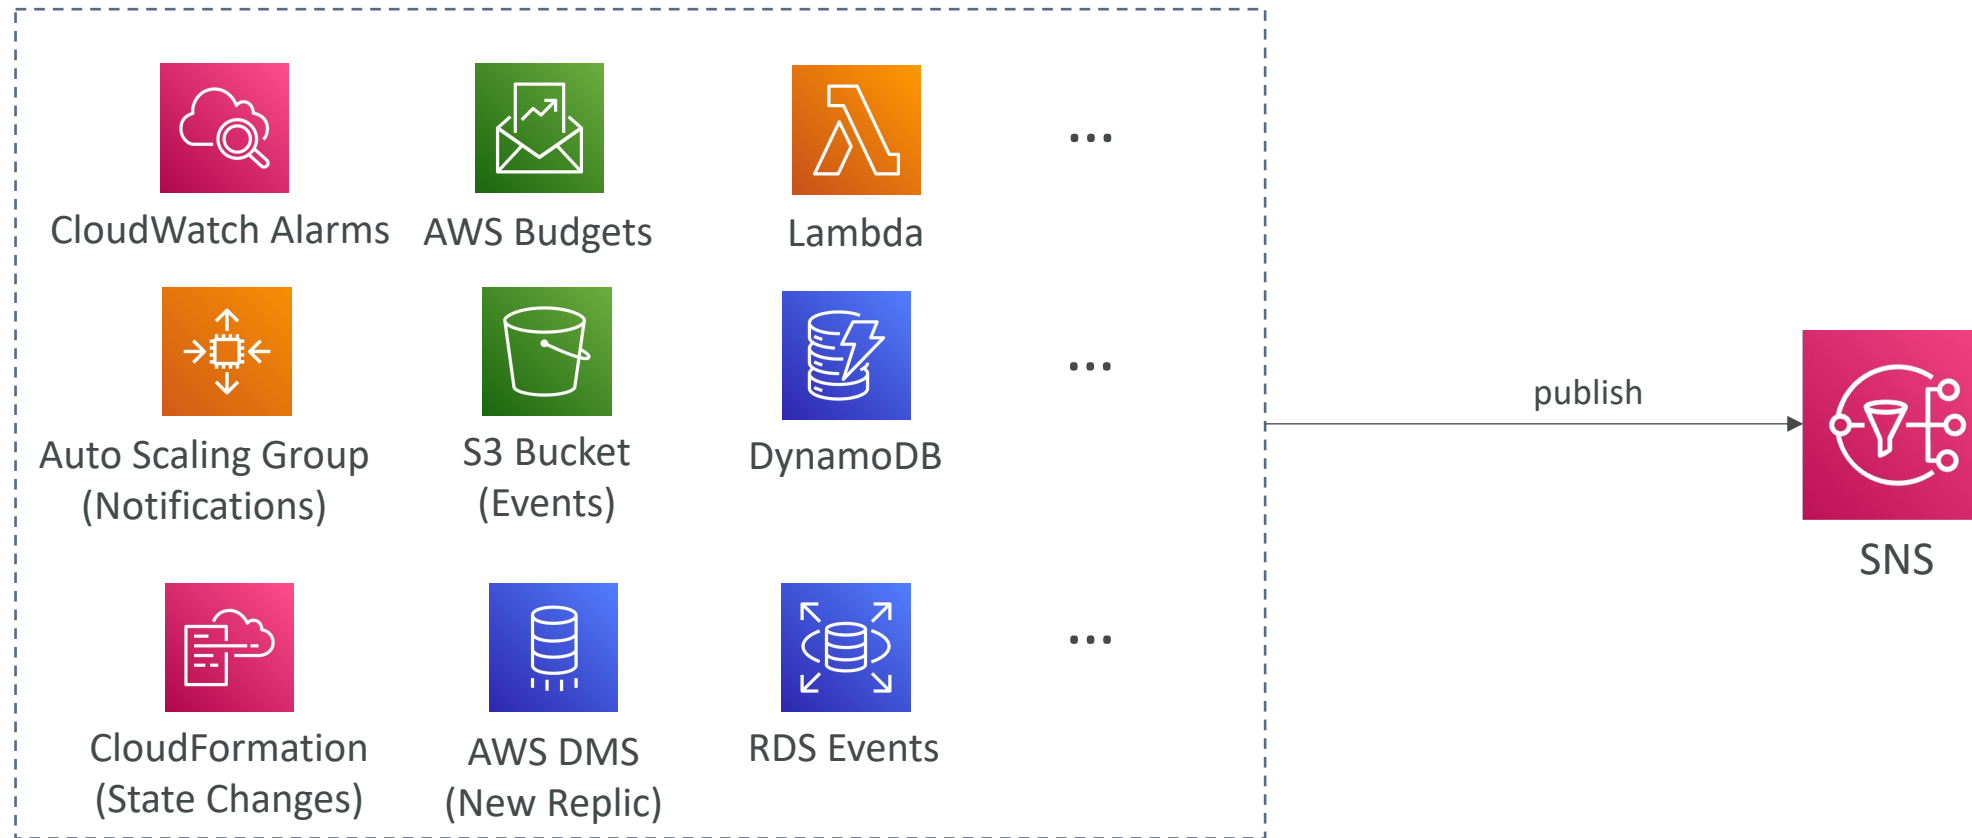 CloudWatch Alarms
AWS Budgets
Lambda
...
Auto Scaling Group
(Notifications)
S3 Bucket
(Events)
DynamoDB
...
CloudFormation
(State Changes)
AWS DMS
(New Replic)
RDS Events
...
publish
SNS